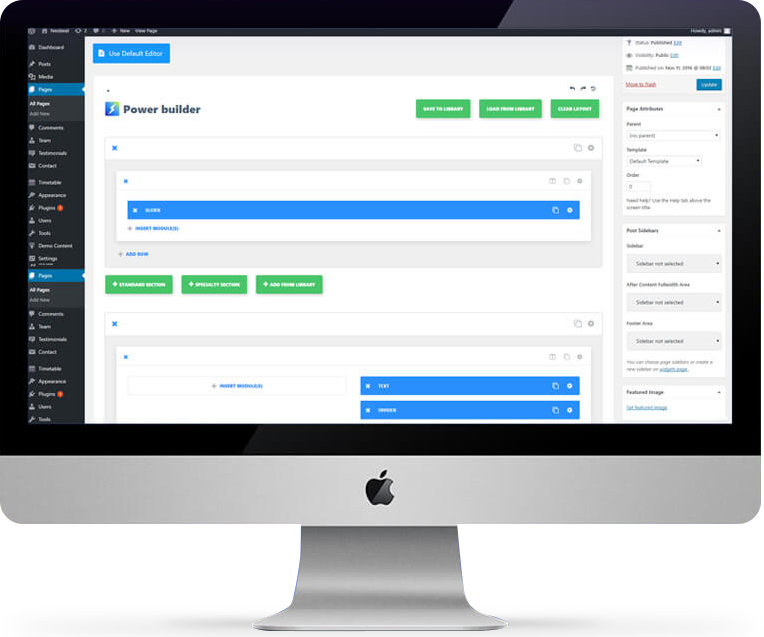 Neobeat 2 New View Page
Howdy, admin
Dashboard
Posts
Media
Pages
All Pages
Add New
Comments
Team
Testimonials
Contact
Timetable
Appearance
Plugins
Users
Tools
Demo Content
Settings
Pages
All Pages
Add New
Comments
Team
Testimonials
Contact
Timetable
Appearance
Plugins
Users
Tools
Use Default Editor
Power builder
SAVE TO LIBRARY
LOAD FROM LIBRARY
CLEAR LAYOUT
SLIDER
INSERT MODULE(S)
ADD ROW
STANDARD SECTION
SPECIALTY SECTION
ADD FROM LIBRARY
INSERT MODULE(S)
TEXT
DIVIDER
Status: Published Edit
Visibility: Public Edit
Published on: Nov 11, 2016 @ 08:02 Edit
Move to Trash
Update
Page Attributes
Parent
(no parent)
Template
Default Template
Order
0
Need help? Use the Help tab above the
screen title.
Post Sidebars
Sidebar
Sidebar not selected
After Content Fullwidth Area
Sidebar not selected
Footer Area
Sidebar not selected
You can choose page sidebars or create a
new sidebar on widgets page.
Featured Image
Set featured image